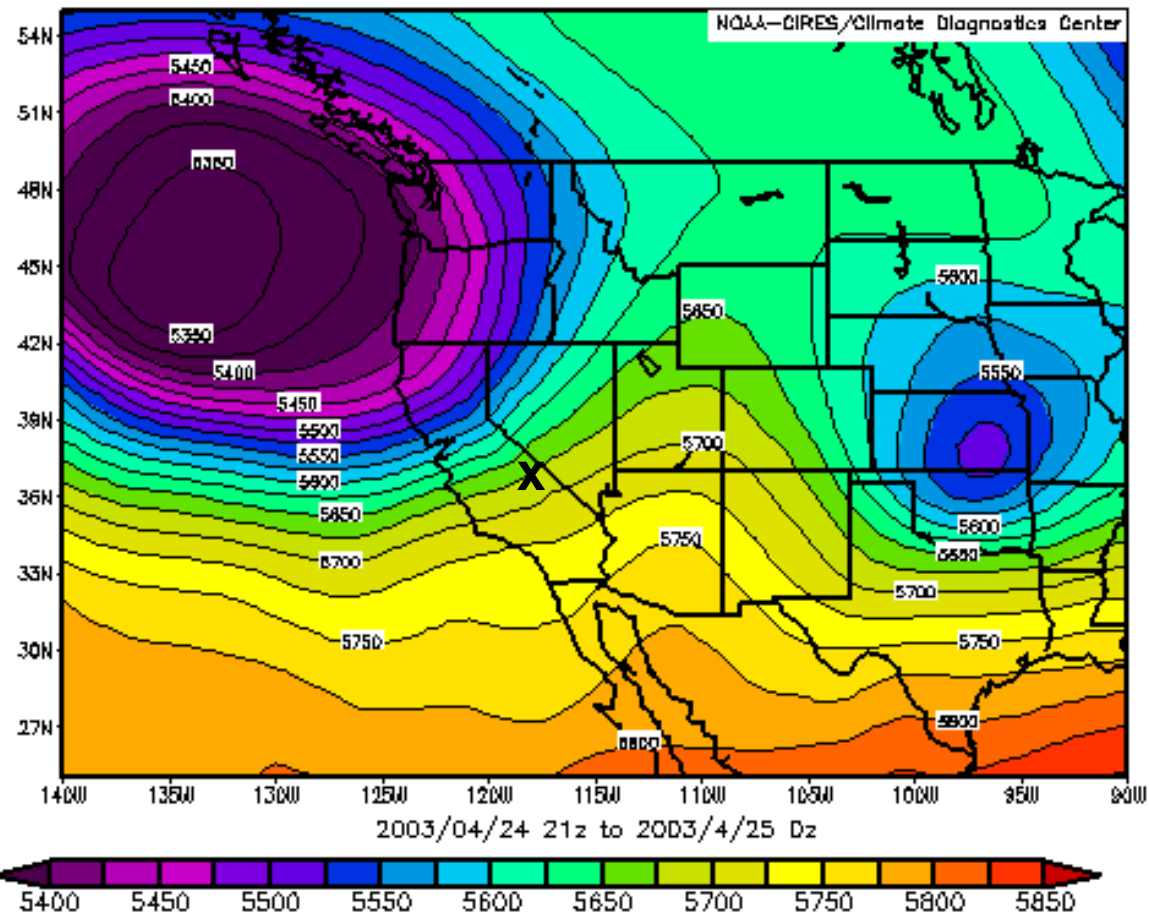 NOAA-CIRES/Climate Diagnostics Center
54N
5450
5400
51N
5350
48N
45N
5600
5650
5350
42N
5400
5550
5450
39N
5500
5700
5550
X
5600
36N
5650
5600
5750
5650
5700
33N
5700
5750
5750
30N
27N
5800
5800
140W 135W 130W 125W 120W 115W 110W 105W 100W 95W 90W
2003/04/24 21z to 2003/4/25 0z
5400 5450 5500 5550 5600 5650 5700 5750 5800 5850